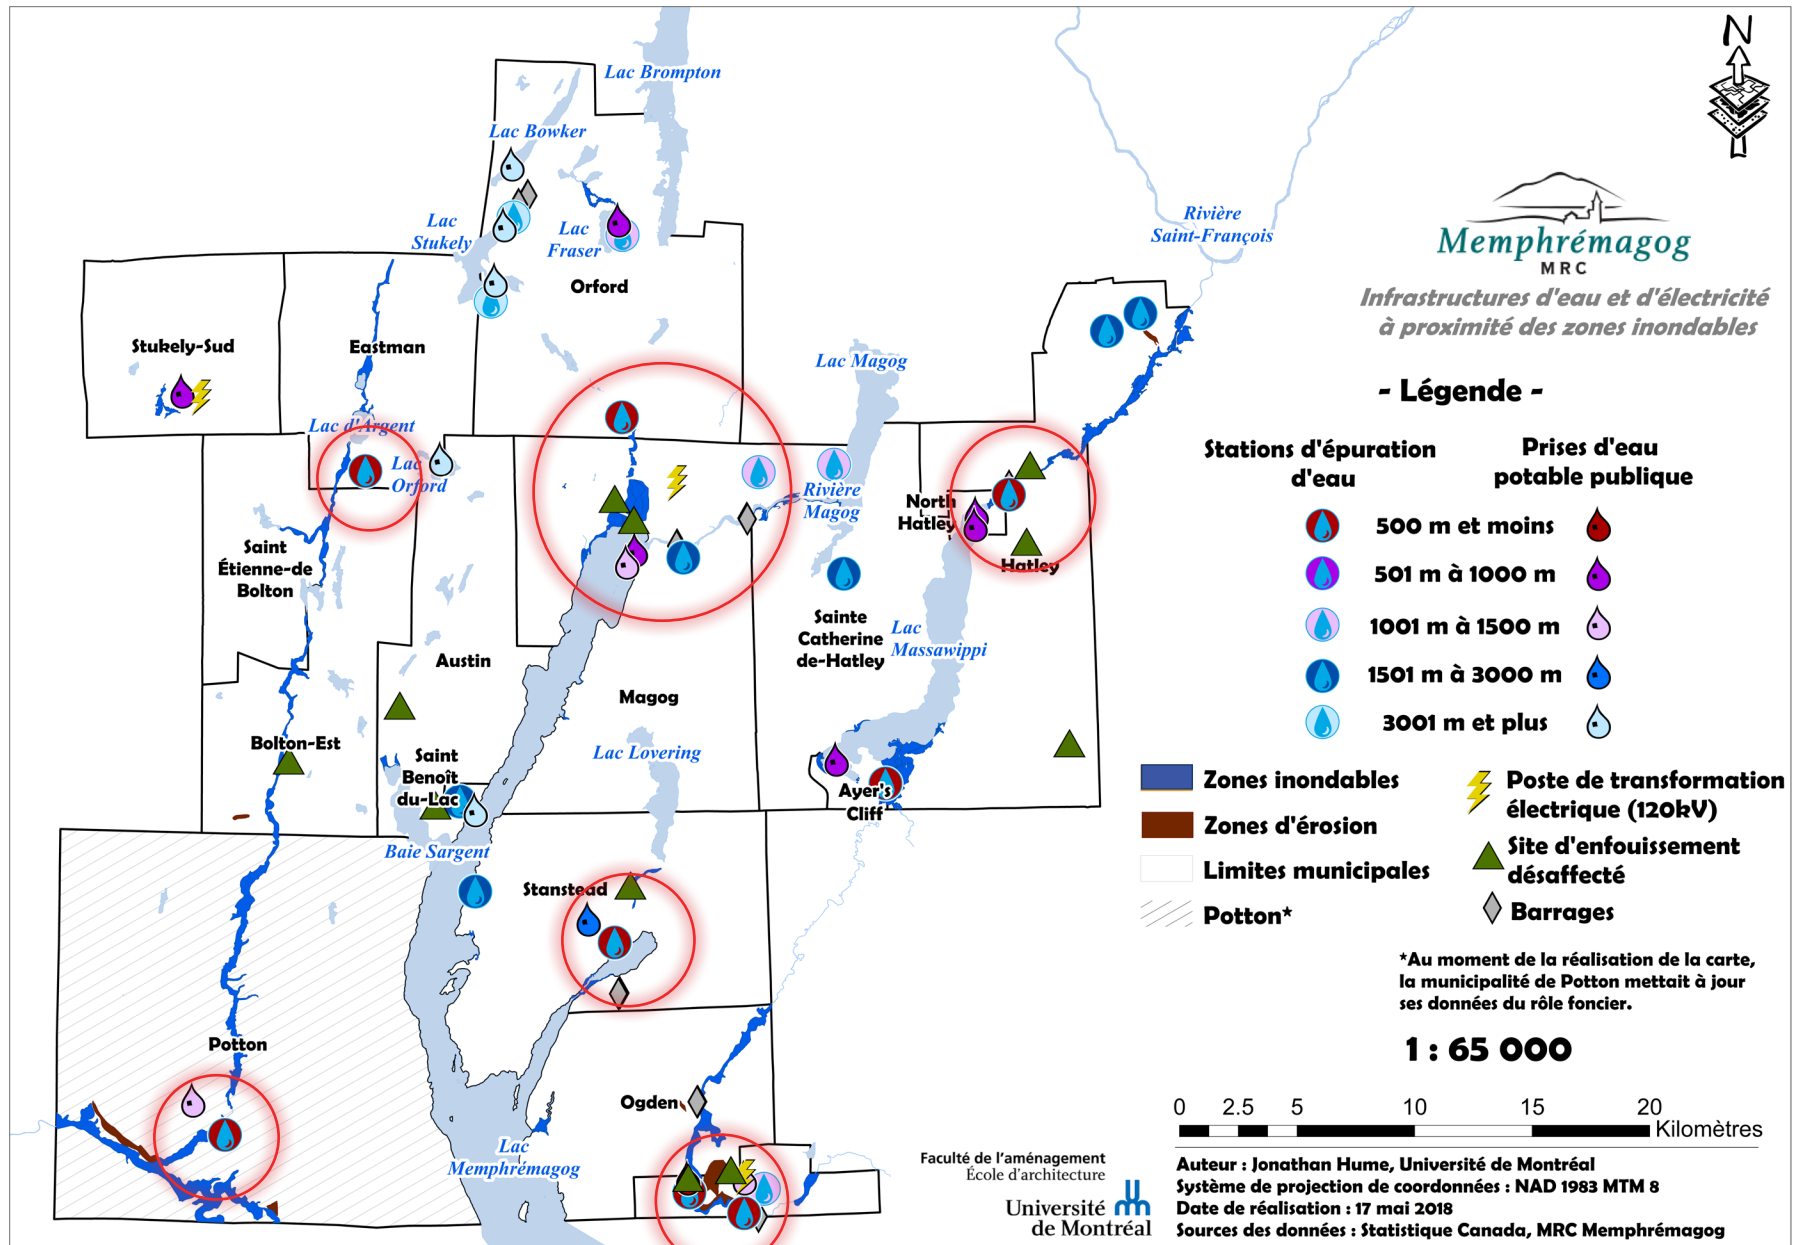 N
Lac Brompton
Lac Bowker
Lac
Stukely
Lac
Fraser
Orford
Rivière
Saint-François
Memphrémagog
MRC
Infrastructures d'eau et d'électricité
à proximité des zones inondables
Stukely-Sud
Eastman
Lac Magog
Lac d'Argent
Lac
Orford
Rivière
Magog
North
Hatley
Hatley
Saint
Étienne-de
Bolton
Sainte
Catherine
de-Hatley
Lac
Massawippi
Austin
Magog
Bolton-Est
Saint
Benoît
du-Lac
Lac Lovering
Ayer's
Cliff
Baie Sargent
Stanstead
Potton
Ogden
Lac
Memphrémagog
- Légende -
Stations d'épuration
d'eau
Prises d'eau
potable publique
500 m et moins
501 m à 1000 m
1001 m à 1500 m
1501 m à 3000 m
3001 m et plus
Zones inondables
Zones d'érosion
Limites municipales
Potton*
Poste de transformation
électrique (120kV)
Site d'enfouissement
désaffecté
Barrages
*Au moment de la réalisation de la carte,
la municipalité de Potton mettait à jour
ses données du rôle foncier.
1 : 65 000
0 2.5 5 10 15 20
Kilomètres
Faculté de l'aménagement
École d'architecture
Université
de Montréal
Auteur : Jonathan Hume, Université de Montréal
Système de projection de coordonnées : NAD 1983 MTM 8
Date de réalisation : 17 mai 2018
Sources des données : Statistique Canada, MRC Memphrémagog